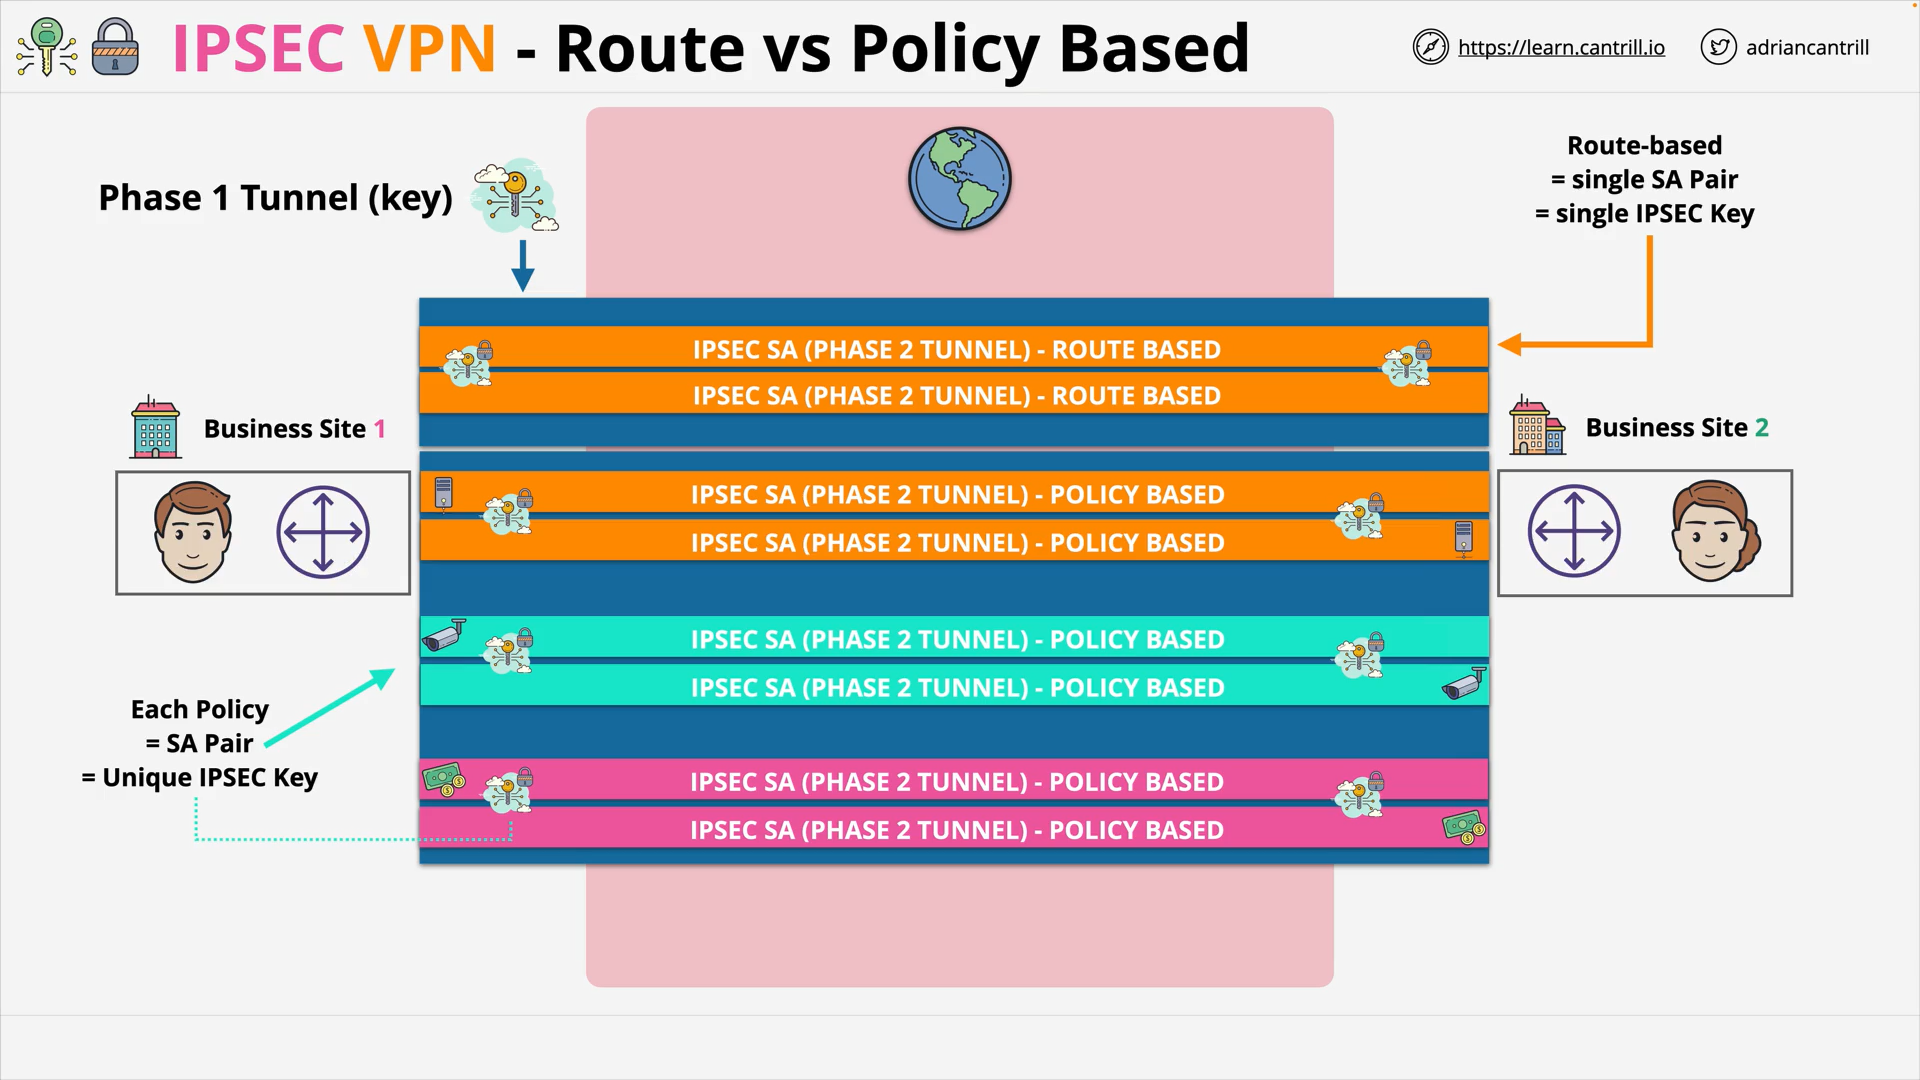 IPSEC VPN - Route vs Policy Based
https://learn.cantrill.io
adriancantrill
Phase 1 Tunnel (key)
Route-based
= single SA Pair
= single IPSEC Key
IPSEC SA (PHASE 2 TUNNEL) - ROUTE BASED
IPSEC SA (PHASE 2 TUNNEL) - ROUTE BASED
Business Site 1
Business Site 2
IPSEC SA (PHASE 2 TUNNEL) - POLICY BASED
IPSEC SA (PHASE 2 TUNNEL) - POLICY BASED
IPSEC SA (PHASE 2 TUNNEL) - POLICY BASED
IPSEC SA (PHASE 2 TUNNEL) - POLICY BASED
Each Policy
= SA Pair
= Unique IPSEC Key
IPSEC SA (PHASE 2 TUNNEL) - POLICY BASED
IPSEC SA (PHASE 2 TUNNEL) - POLICY BASED